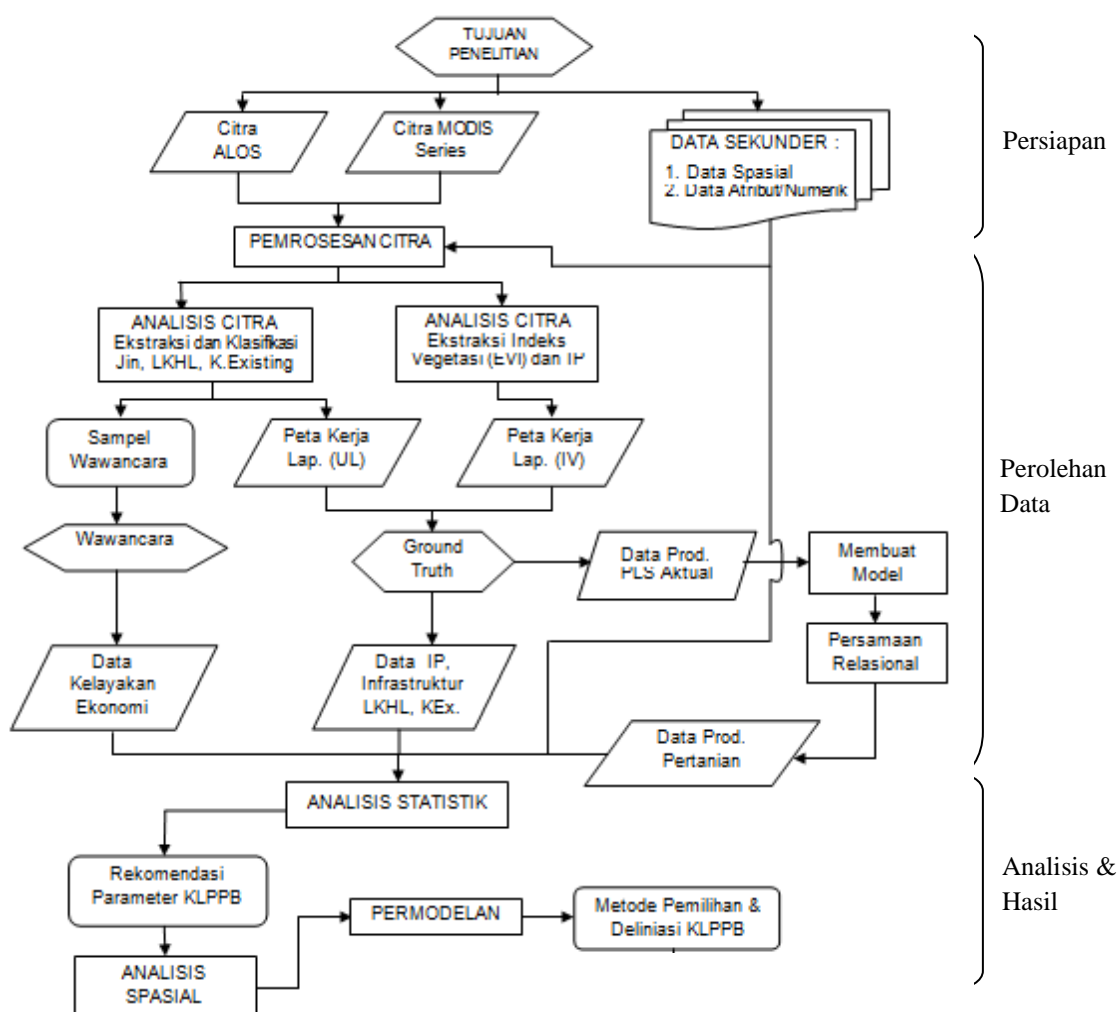 TUJUAN
PENELITIAN
Citra
ALOS
Citra MODIS
Series
DATA SEKUNDER :
1. Data Spasial
2. Data Atribut/Numerik
Persiapan
PEMROSESAN CITRA
ANALISIS CITRA
Ekstraksi dan Klasifikasi
Jin, LKHL, K.Existing
ANALISIS CITRA
Ekstraksi Indeks
Vegetasi (EVI) dan IP
Sampel
Wawancara
Peta Kerja
Lap. (UL)
Peta Kerja
Lap. (IV)
Perolehan
Data
Wawancara
Ground
Truth
Data Prod.
PLS Aktual
Membuat
Model
Persamaan
Relasional
Data
Kelayakan
Ekonomi
Data IP,
Infrastruktur
LKHL, KEx.
Data Prod.
Pertanian
ANALISIS STATISTIK
Rekomendasi
Parameter KLPPB
PERMODELAN
Metode Pemilihan &
Deliniasi KLPPB
Analisis &
Hasil
ANALISIS
SPASIAL